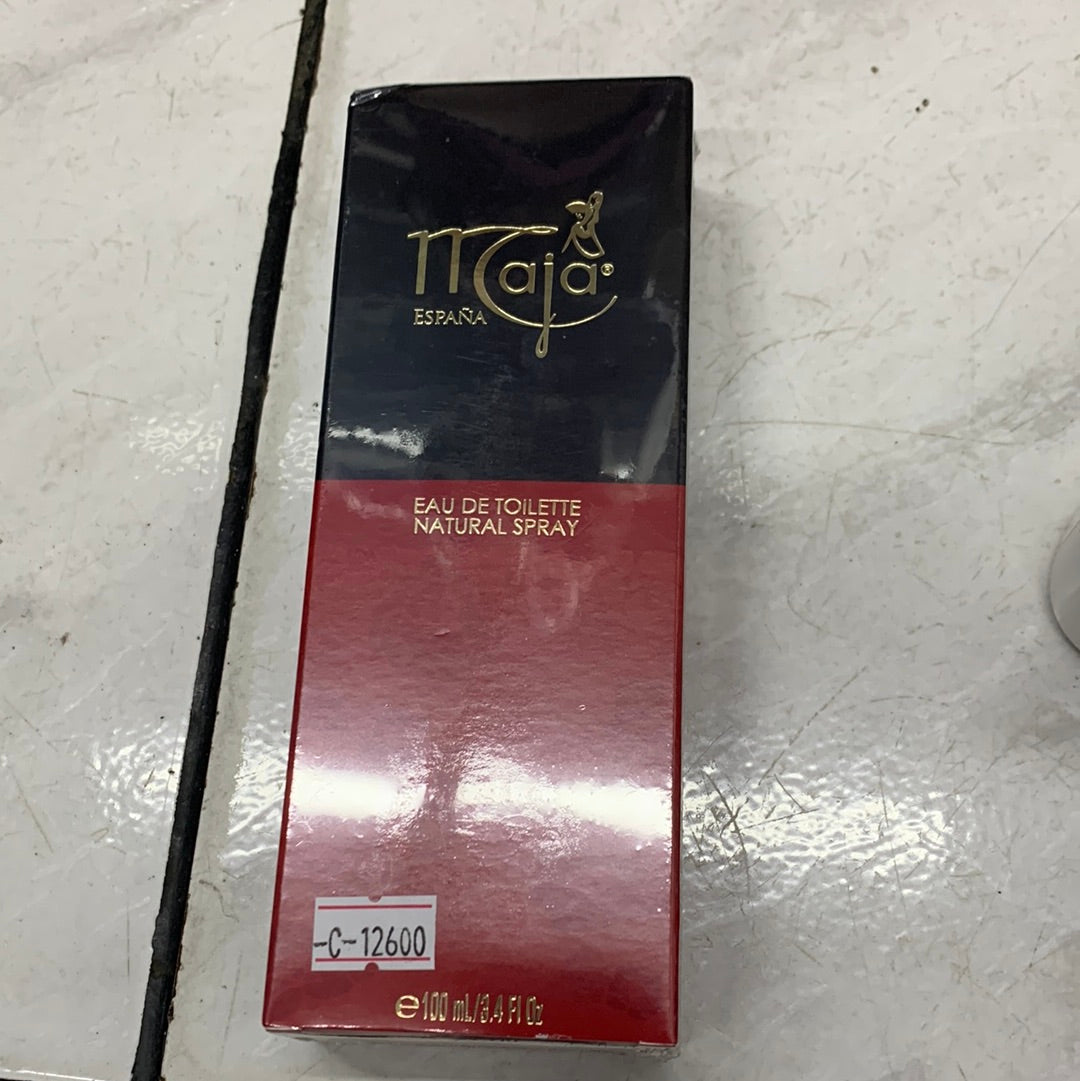 Maja®
ESPAÑA
EAU DE TOILETTE
NATURAL SPRAY
-C-12600
℮100 mL/3.4 Fl Oz